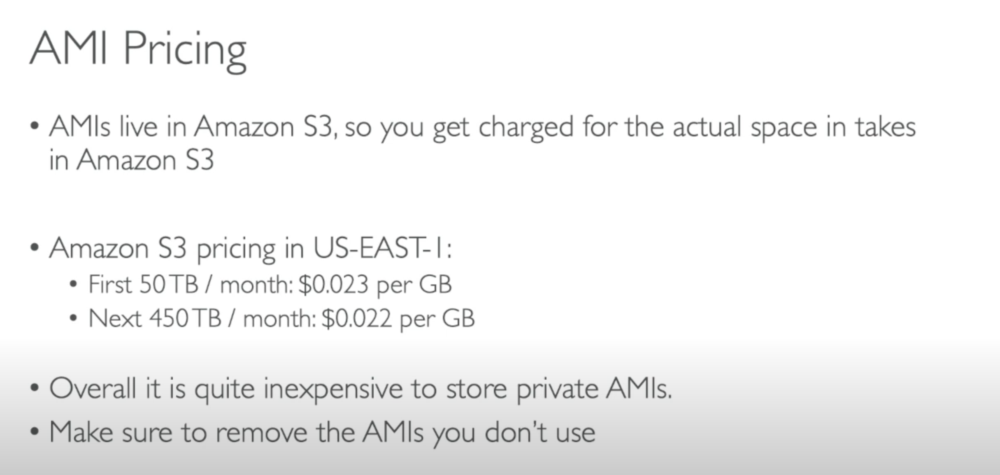 AMI Pricing
• AMIs live in Amazon S3, so you get charged for the actual space in takes
in Amazon S3
• Amazon S3 pricing in US-EAST-1:
• First 50 TB / month: $0.023 per GB
• Next 450 TB / month: $0.022 per GB
• Overall it is quite inexpensive to store private AMIs.
• Make sure to remove the AMIs you don’t use